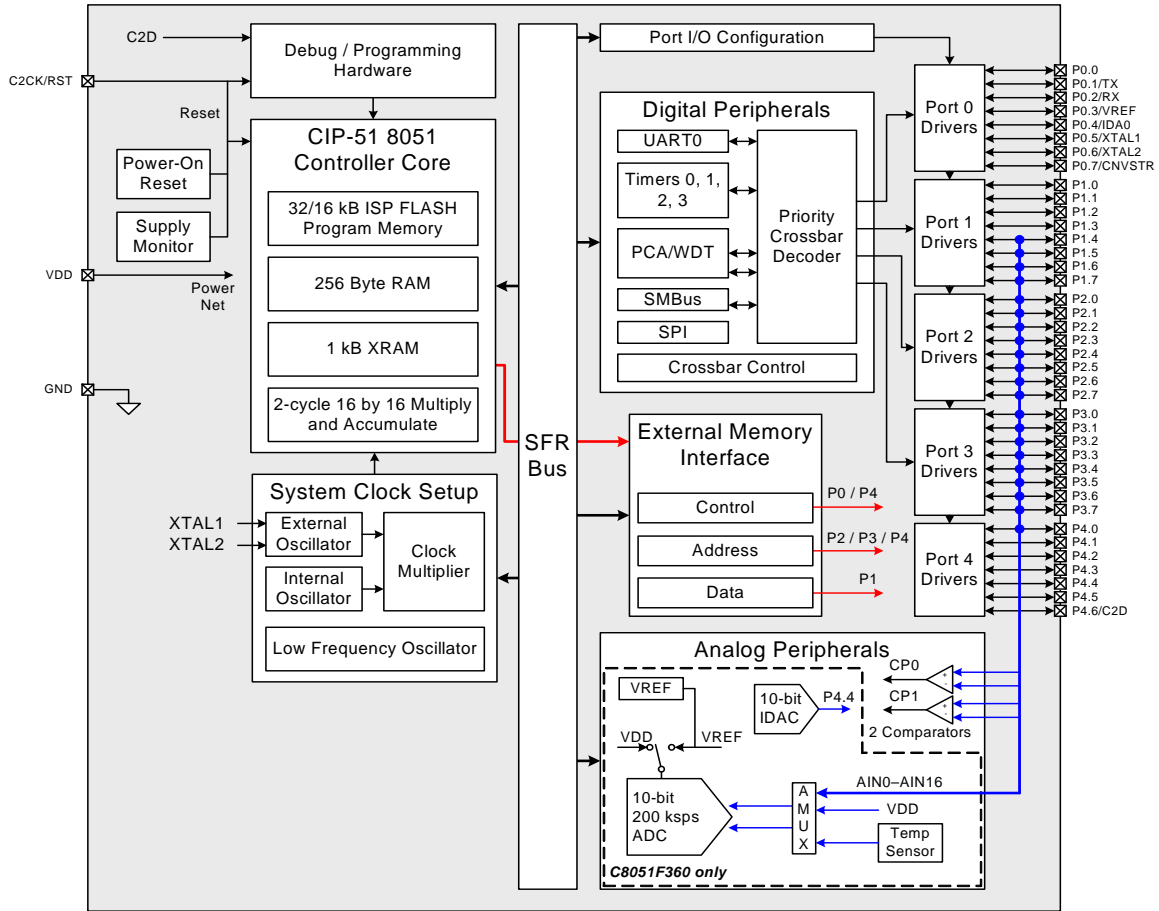 C2D
Debug / Programming
Hardware
C2CK/RST
Reset
CIP-51 8051
Controller Core
Power-On
Reset
Supply
Monitor
32/16 kB ISP FLASH
Program Memory
256 Byte RAM
1 kB XRAM
2-cycle 16 by 16 Multiply
and Accumulate
VDD
Power
Net
GND
System Clock Setup
XTAL1
XTAL2
External
Oscillator
Internal
Oscillator
Clock
Multiplier
Low Frequency Oscillator
SFR
Bus
Port I/O Configuration
Digital Peripherals
UART0
Timers 0, 1,
2, 3
PCA/WDT
SMBus
SPI
Priority
Crossbar
Decoder
Crossbar Control
External Memory
Interface
Control
Address
Data
P0 / P4
P2 / P3 / P4
P1
Port 0
Drivers
Port 1
Drivers
Port 2
Drivers
Port 3
Drivers
Port 4
Drivers
P0.0
P0.1/TX
P0.2/RX
P0.3/VREF
P0.4/IDA0
P0.5/XTAL1
P0.6/XTAL2
P0.7/CNVSTR
P1.0
P1.1
P1.2
P1.3
P1.4
P1.5
P1.6
P1.7
P2.0
P2.1
P2.2
P2.3
P2.4
P2.5
P2.6
P2.7
P3.0
P3.1
P3.2
P3.3
P3.4
P3.5
P3.6
P3.7
P4.0
P4.1
P4.2
P4.3
P4.4
P4.5
P4.6/C2D
Analog Peripherals
VREF
10-bit
IDAC
P4.4
CP0
+
-
CP1
+
-
2 Comparators
VDD
VREF
10-bit
200 ksps
ADC
A
M
U
X
AIN0–AIN16
VDD
Temp
Sensor
C8051F360 only